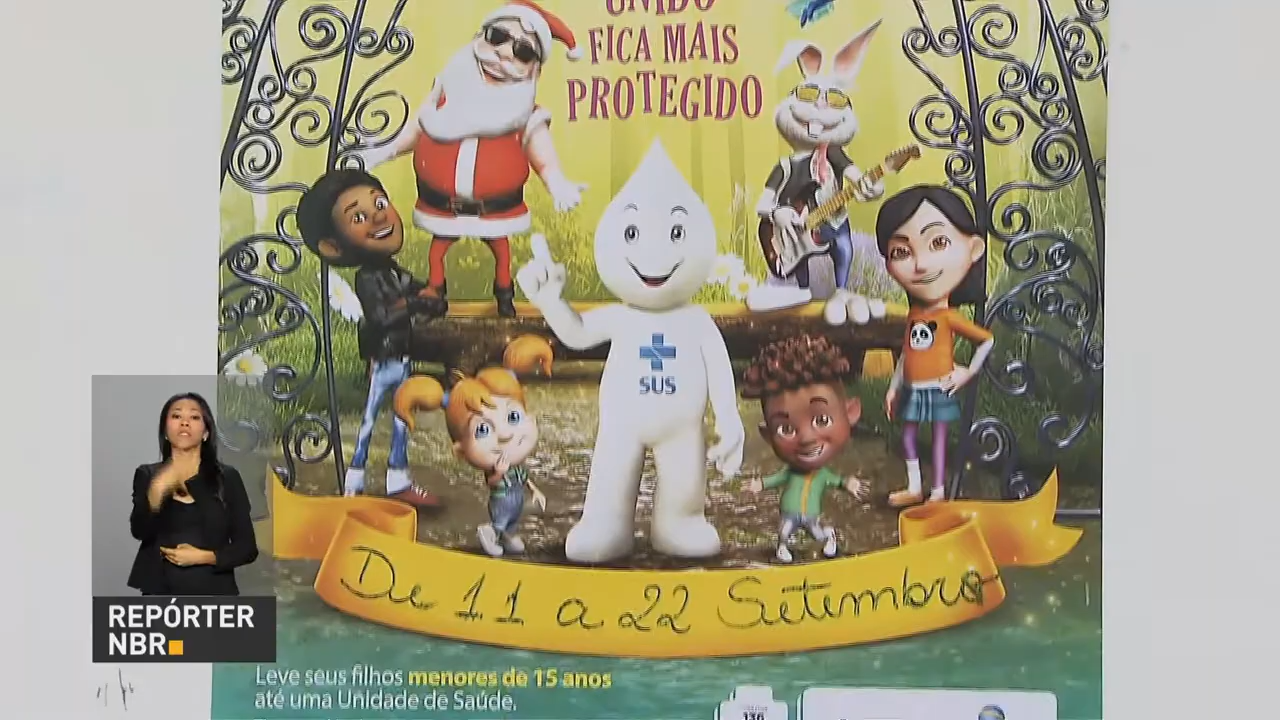 UNIDO
FICA MAIS
PROTEGIDO
SUS
De 11 a 22 Setembro
REPÓRTER
NBR
Leve seus filhos menores de 15 anos
até uma Unidade de Saúde.
136